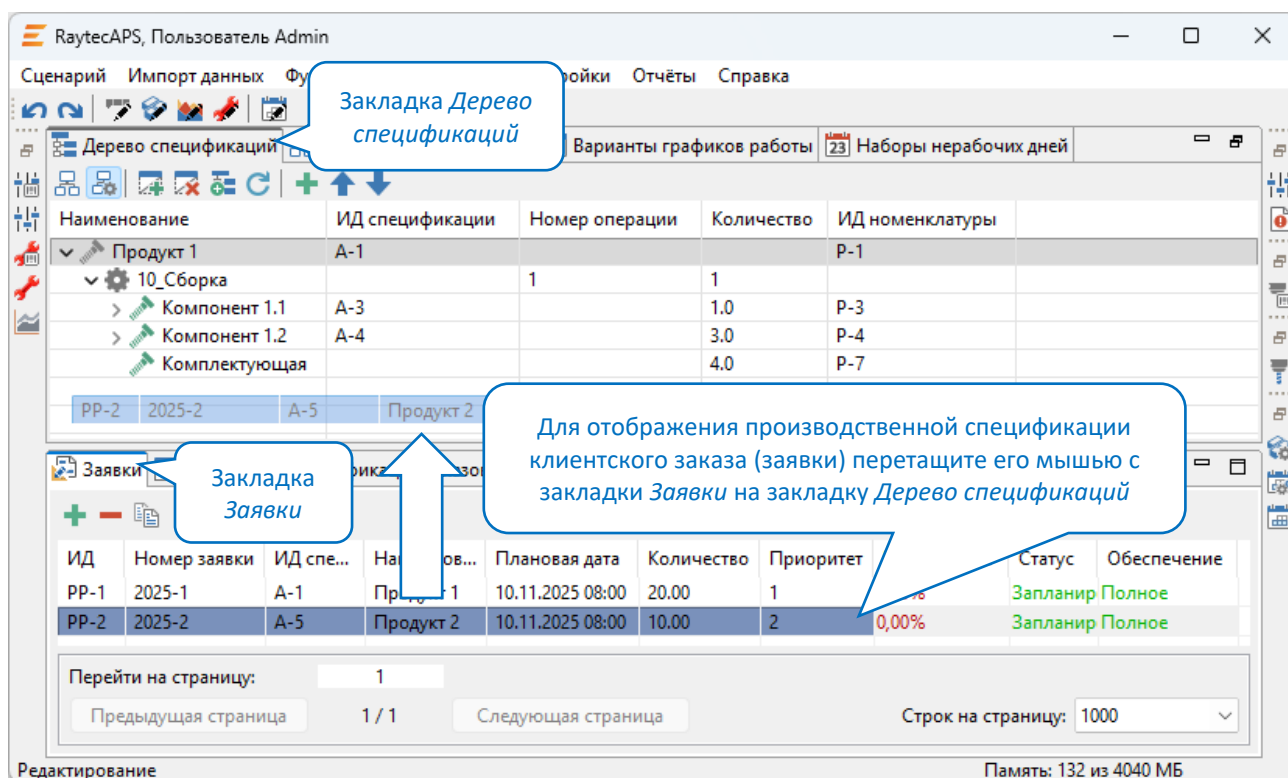 RaytecAPS, Пользователь Admin
Сценарий Импорт данных Отчёты Справка
Закладка Дерево
спецификаций
Дерево спецификаций Варианты графиков работы 23 Наборы нерабочих дней
Наименование ИД спецификации Номер операции Количество ИД номенклатуры
Продукт 1 A-1 P-1
10_Сборка 1 1
Компонент 1.1 A-3 1.0 P-3
Компонент 1.2 A-4 3.0 P-4
Комплектующая 4.0 P-7
PP-2 2025-2 A-5 Продукт 2
Для отображения производственной спецификации
клиентского заказа (заявки) перетащите его мышью с
закладки Заявки на закладку Дерево спецификаций
Заявки
Закладка
Заявки
ИД Номер заявки ИД спе... Плановая дата Количество Приоритет Статус Обеспечение
PP-1 2025-1 A-1 Продукт 1 10.11.2025 08:00 20.00 1 Запланир Полное
PP-2 2025-2 A-5 Продукт 2 10.11.2025 08:00 10.00 2 0,00% Запланир Полное
Перейти на страницу: 1
Предыдущая страница 1 / 1 Следующая страница Строк на страницу: 1000
Редактирование Память: 132 из 4040 МБ